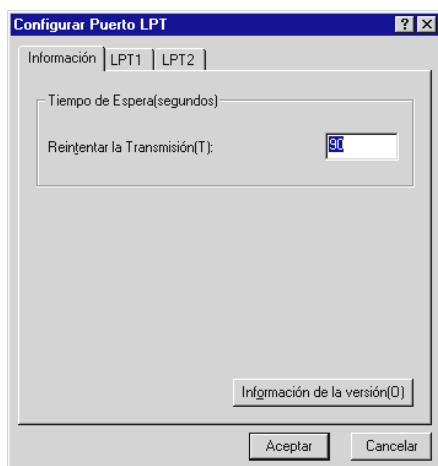 Configurar Puerto LPT
Información LPT1 LPT2
Tiempo de Espera(segundos)
Reintentar la Transmisión(T): 90
Información de la versión(O)
Aceptar Cancelar